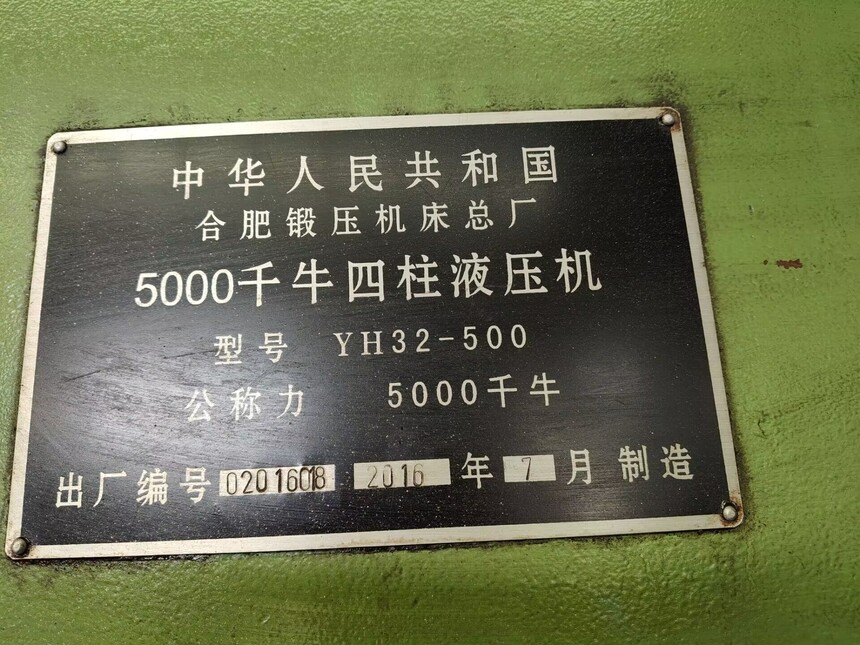 中华人民共和国
合肥锻压机床总厂
5000千牛四柱液压机
型号 YH32-500
公称力 5000千牛
出厂编号 02016018 2016 年 7 月 制造